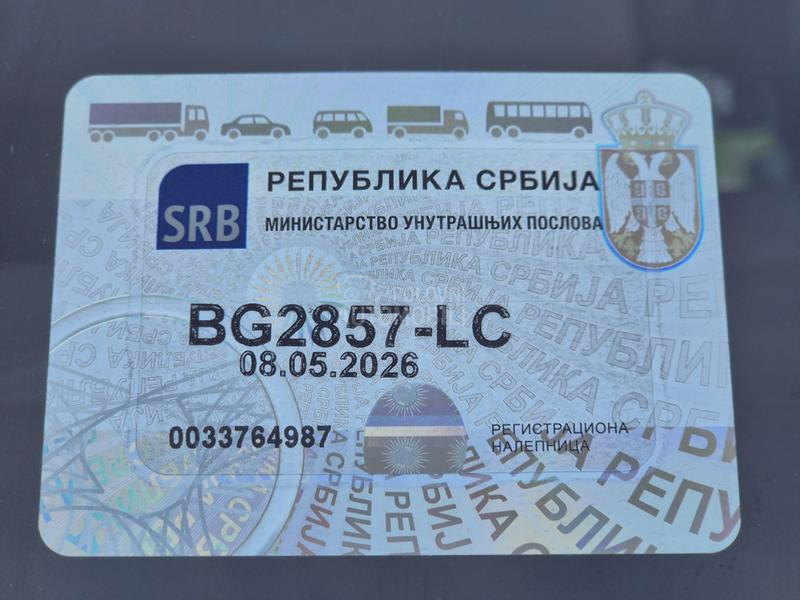 РЕПУБЛИКА СРБИЈА
SRB
МИНИСТАРСТВО УНУТРАШЊИХ ПОСЛОВА
BG2857-LC
08.05.2026
0033764987
РЕГИСТРАЦИОНА
НАЛЕПНИЦА